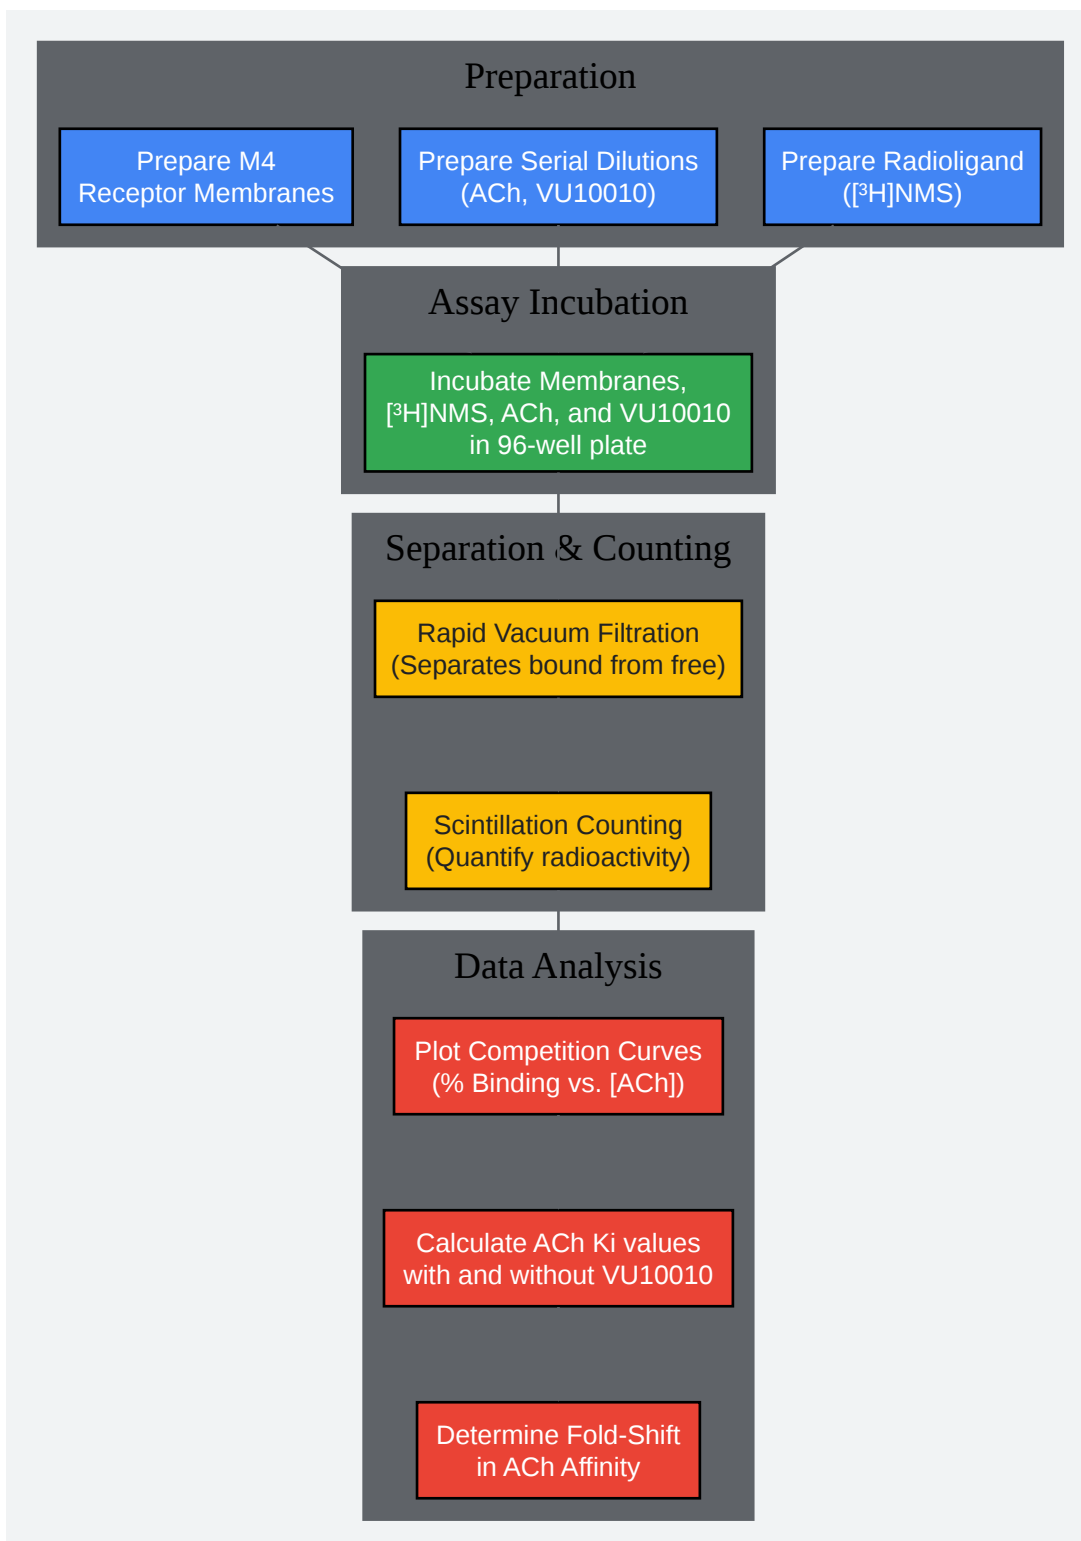 Preparation
Prepare M4
Receptor Membranes
Prepare Serial Dilutions
(ACh, VU10010)
Prepare Radioligand
([³H]NMS)
Assay Incubation
Incubate Membranes,
[³H]NMS, ACh, and VU10010
in 96-well plate
Separation & Counting
Rapid Vacuum Filtration
(Separates bound from free)
Scintillation Counting
(Quantify radioactivity)
Data Analysis
Plot Competition Curves
(% Binding vs. [ACh])
Calculate ACh Ki values
with and without VU10010
Determine Fold-Shift
in ACh Affinity